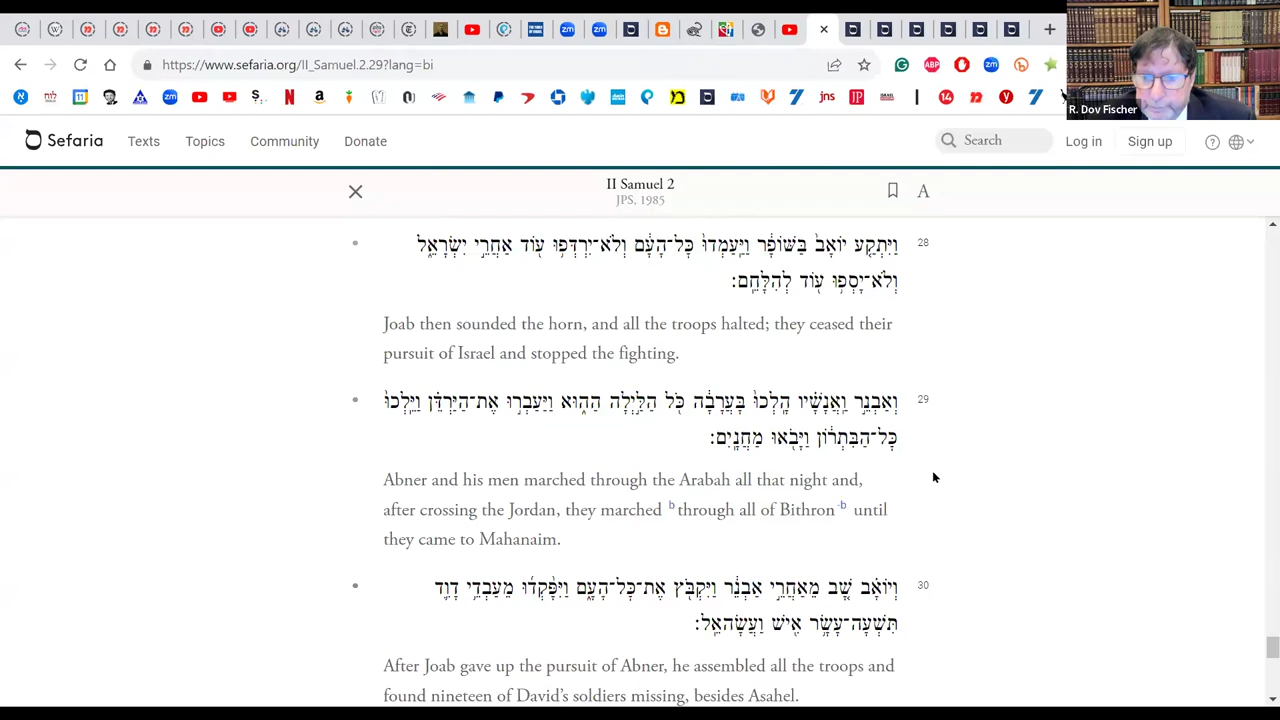 https://www.sefaria.org/II_Samuel.2.29?lang=bi
R. Dov Fischer
Sefaria Texts Topics Community Donate Search Log in Sign up
II Samuel 2
JPS, 1985
28
וַיִּתְקַ֤ע יוֹאָב֙ בַּשּׁוֹפָ֔ר וַיַּֽעַמְדוּ֙ כׇּל־הָעָ֔ם וְלֹא־יִרְדְּפ֥וּ ע֖וֹד אַחֲרֵ֣י יִשְׂרָאֵ֑ל
וְלֹא־יָסְפ֥וּ ע֖וֹד לְהִלָּחֵֽם׃
Joab then sounded the horn, and all the troops halted; they ceased their
pursuit of Israel and stopped the fighting.
29
וְאַבְנֵ֣ר וַֽאֲנָשָׁ֗יו הָֽלְכוּ֙ בָּעֲרָבָ֔ה כֹּ֖ל הַלַּ֣יְלָה הַה֑וּא וַיַּעַבְר֣וּ אֶת־הַיַּרְדֵּ֗ן וַיֵּֽלְכוּ֙
כׇּל־הַבִּתְר֔וֹן וַיָּבֹ֖אוּ מַחֲנָֽיִם׃
Abner and his men marched through the Arabah all that night and,
after crossing the Jordan, they marched b through all of Bithron -b until
they came to Mahanaim.
30
וְיוֹאָ֗ב שָׁ֚ב מֵאַחֲרֵ֣י אַבְנֵ֔ר וַיִּקְבֹּ֖ץ אֶת־כׇּל־הָעָ֑ם וַיִּפָּ֨קְד֜וּ מֵעַבְדֵ֥י דָוִ֛ד
תִּשְׁעָה־עָשָׂ֥ר אִ֖ישׁ וַעֲשָׂהאֵֽל׃
After Joab gave up the pursuit of Abner, he assembled all the troops and
found nineteen of David’s soldiers missing, besides Asahel.